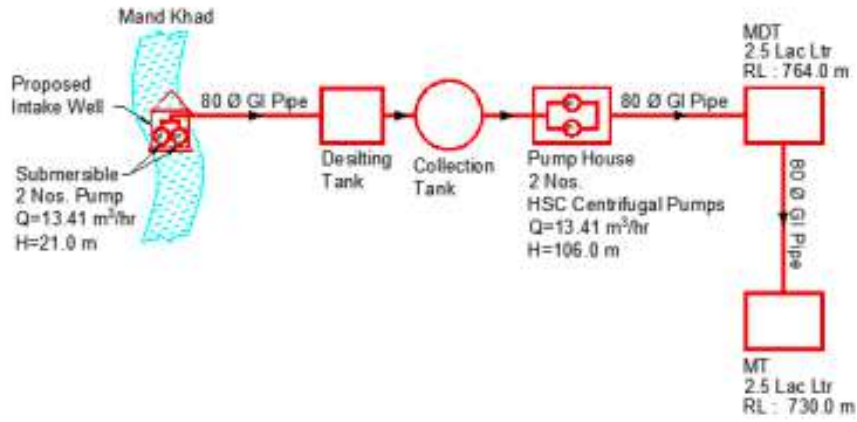 Mand Khad
Proposed
Intake Well
80 Ø GI Pipe
Submersible
2 Nos. Pump
Q=13.41 m³/hr
H=21.0 m
Desilting
Tank
Collection
Tank
80 Ø GI Pipe
Pump House
2 Nos.
HSC Centrifugal Pumps
Q=13.41 m³/hr
H=106.0 m
MDT
2.5 Lac Ltr
RL : 764.0 m
80 Ø GI Pipe
MT
2.5 Lac Ltr
RL : 730.0 m